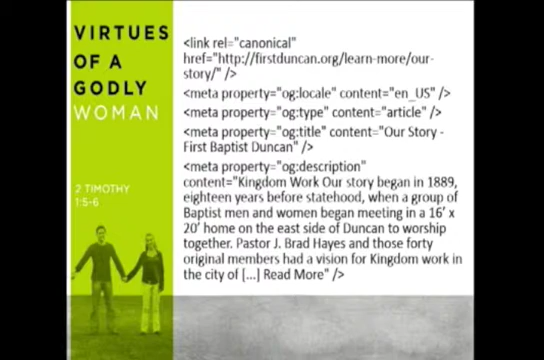 VIRTUES
OF A
GODLY
WOMAN
2 TIMOTHY
1:5-6
<link rel="canonical"
href="http://firstduncan.org/learn-more/our-
story/" />
<meta property="og:locale" content="en_US" />
<meta property="og:type" content="article" />
<meta property="og:title" content="Our Story -
First Baptist Duncan" />
<meta property="og:description"
content="Kingdom Work Our story began in 1889,
eighteen years before statehood, when a group of
Baptist men and women began meeting in a 16′ x
20′ home on the east side of Duncan to worship
together. Pastor J. Brad Hayes and those forty
original members had a vision for Kingdom work in
the city of [...] Read More" />